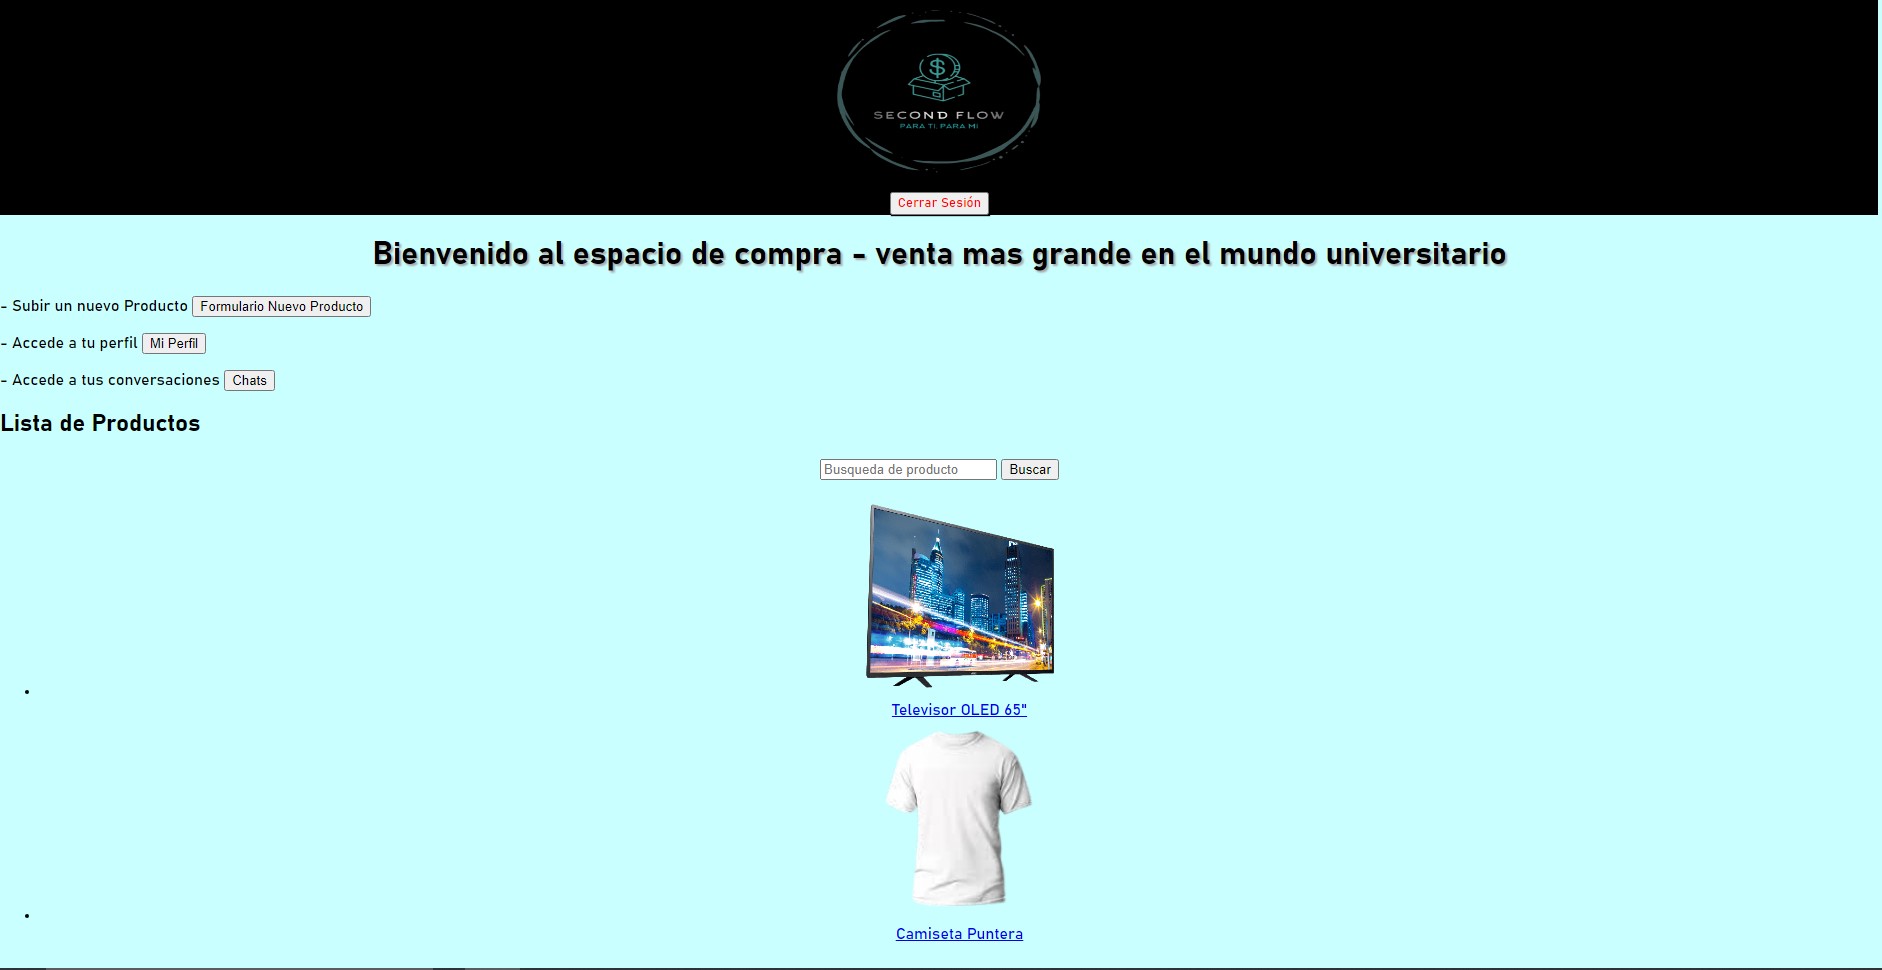 SECOND FLOW
PARA TI, PARA MI
Cerrar Sesión
Bienvenido al espacio de compra - venta mas grande en el mundo universitario
- Subir un nuevo Producto Formulario Nuevo Producto
- Accede a tu perfil Mi Perfil
- Accede a tus conversaciones Chats
Lista de Productos
Busqueda de producto Buscar
Televisor OLED 65"
Camiseta Puntera